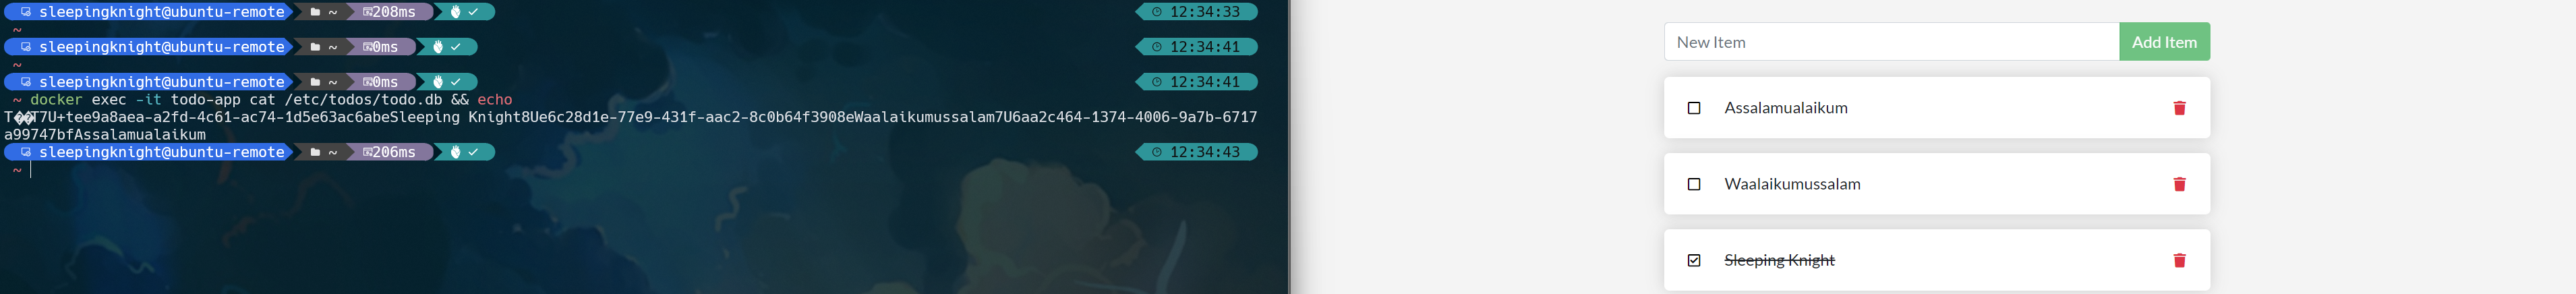 sleepingknight@ubuntu-remote ~ 208ms 12:34:33
~
sleepingknight@ubuntu-remote ~ 0ms 12:34:41
~
sleepingknight@ubuntu-remote ~ 0ms 12:34:41
~ docker exec -it todo-app cat /etc/todos/todo.db && echo
T��T7U+tee9a8aea-a2fd-4c61-ac74-1d5e63ac6abeSleeping Knight8Ue6c28d1e-77e9-431f-aac2-8c0b64f3908eWaalaikumussalam7U6aa2c464-1374-4006-9a7b-6717
a99747bfAssalamualaikum
sleepingknight@ubuntu-remote ~ 206ms 12:34:43
~
New Item
Add Item
Assalamualaikum
Waalaikumussalam
Sleeping Knight